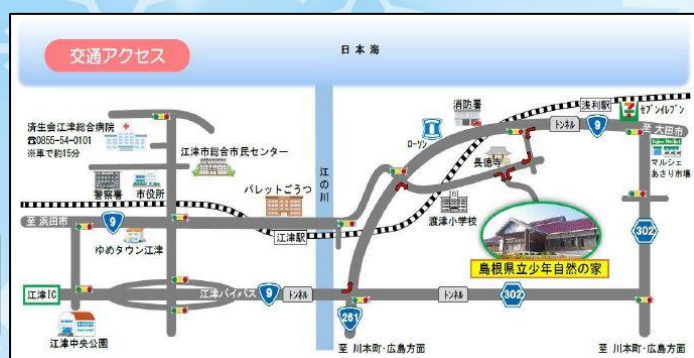 交通アクセス
日本海
済生会江津総合病院
☎0855-54-0101
※車で約15分
江津市総合市民センター
警察署
市役所
パレットごうつ
江の川
ローソン
消防署
浅利駅
セブンイレブン
トンネル
9
至 大田市
マルシェ
あさり市場
長徳寺
渡津小学校
至 浜田市
9
ゆめタウン江津
江津駅
島根県立少年自然の家
302
江津IC
江津バイパス
9
トンネル
302
トンネル
江津中央公園
261
至 川本町・広島方面
至 川本町・広島方面